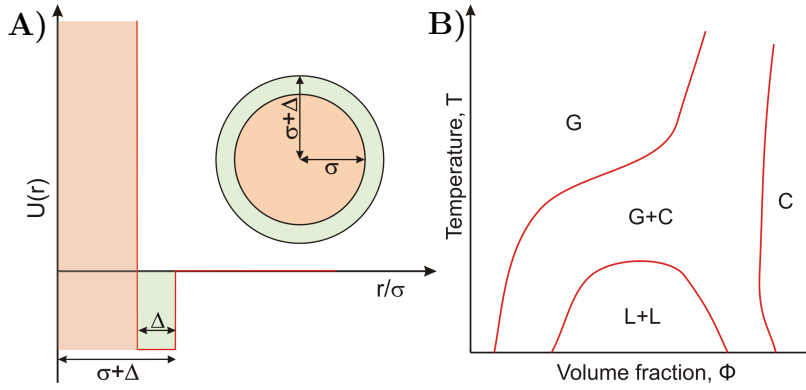 A)
U(r)
σ+Δ
σ
r/σ
Δ
σ+Δ
B)
Temperature, T
G
G+C
C
L+L
Volume fraction, Φ